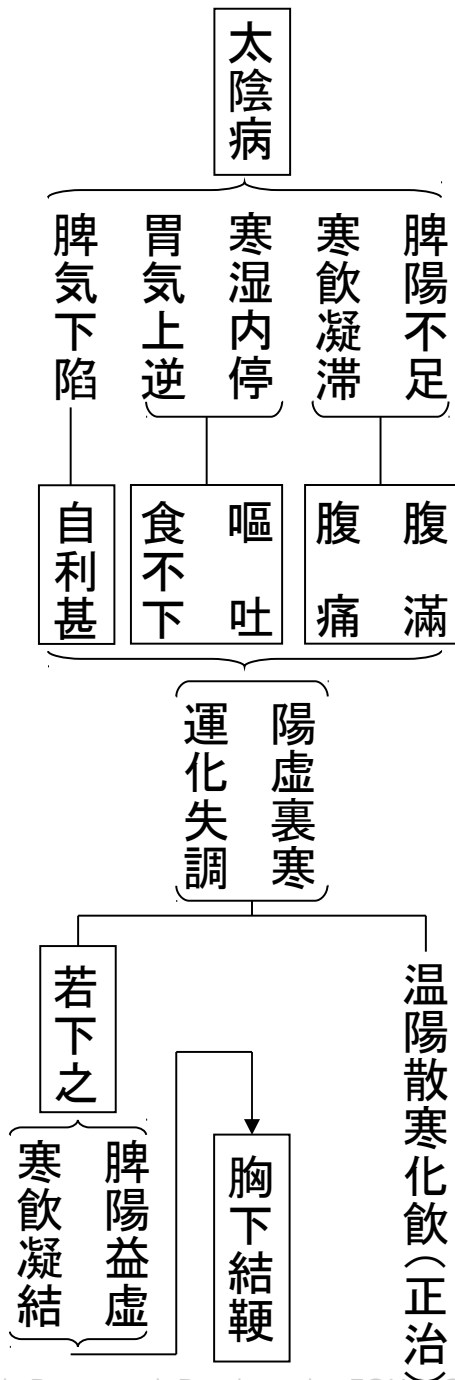 太陰病
脾陽不足
寒飲凝滞
寒湿内停
胃気上逆
脾気下陥
腹満
腹痛
嘔吐
食不下
自利甚
陽虚裏寒
運化失調
温陽散寒化飲(正治)
若下之
脾陽益虚
寒飲凝結
胸下結鞕